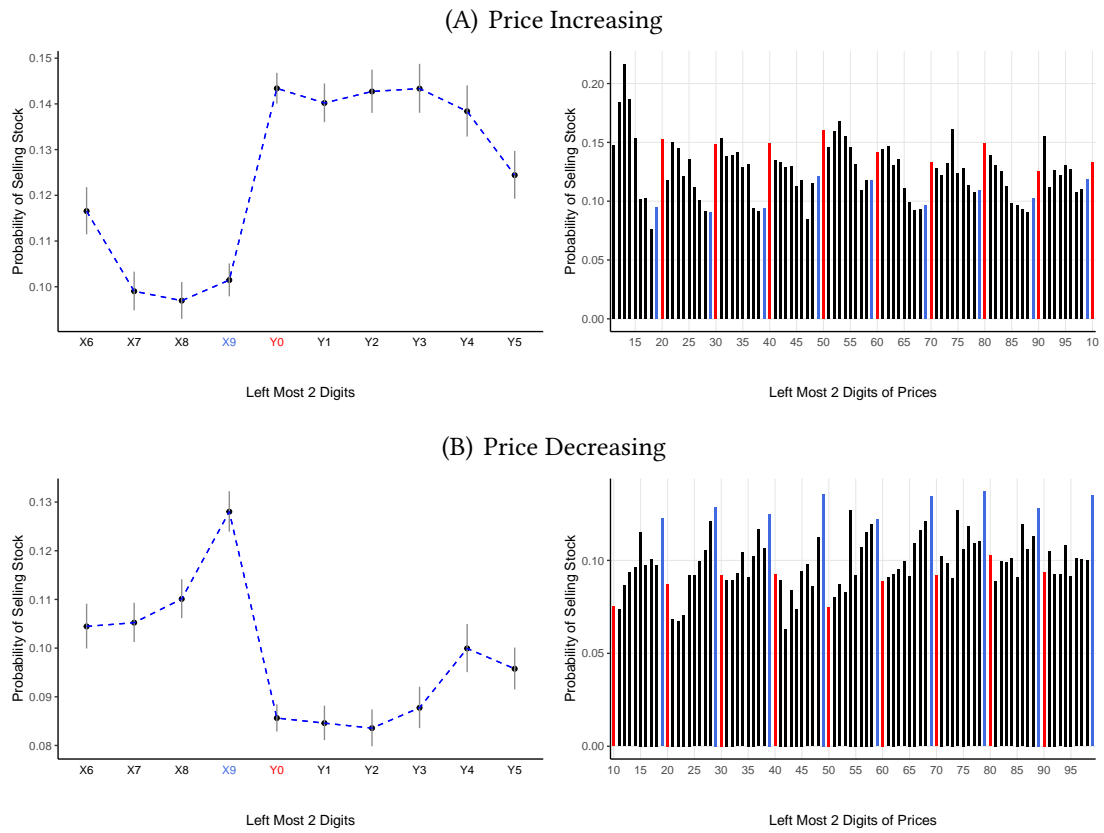 (A) Price Increasing
Probability of Selling Stock
0.15
0.14
0.13
0.12
0.11
0.10
X6 X7 X8 X9 Y0 Y1 Y2 Y3 Y4 Y5
Left Most 2 Digits
Probability of Selling Stock
0.20
0.15
0.10
0.05
0.00
15 20 25 30 35 40 45 50 55 60 65 70 75 80 85 90 95 10
Left Most 2 Digits of Prices
(B) Price Decreasing
Probability of Selling Stock
0.13
0.12
0.11
0.10
0.09
0.08
X6 X7 X8 X9 Y0 Y1 Y2 Y3 Y4 Y5
Left Most 2 Digits
Probability of Selling Stock
0.10
0.05
0.00
10 15 20 25 30 35 40 45 50 55 60 65 70 75 80 85 90 95
Left Most 2 Digits of Prices